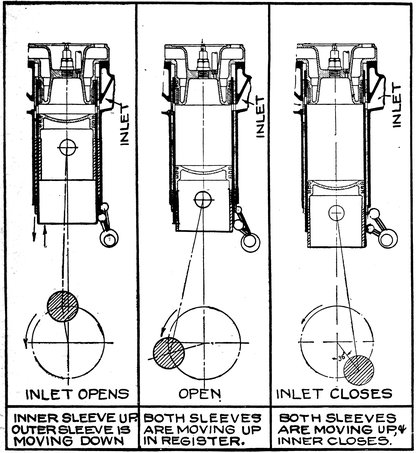 INLET
INLET
INLET
INLET OPENS
OPEN
INLET CLOSES
INNER SLEEVE UP
OUTER SLEEVE IS
MOVING DOWN
BOTH SLEEVES
ARE MOVING UP
IN REGISTER.
BOTH SLEEVES
ARE MOVING UP, &
INNER CLOSES.